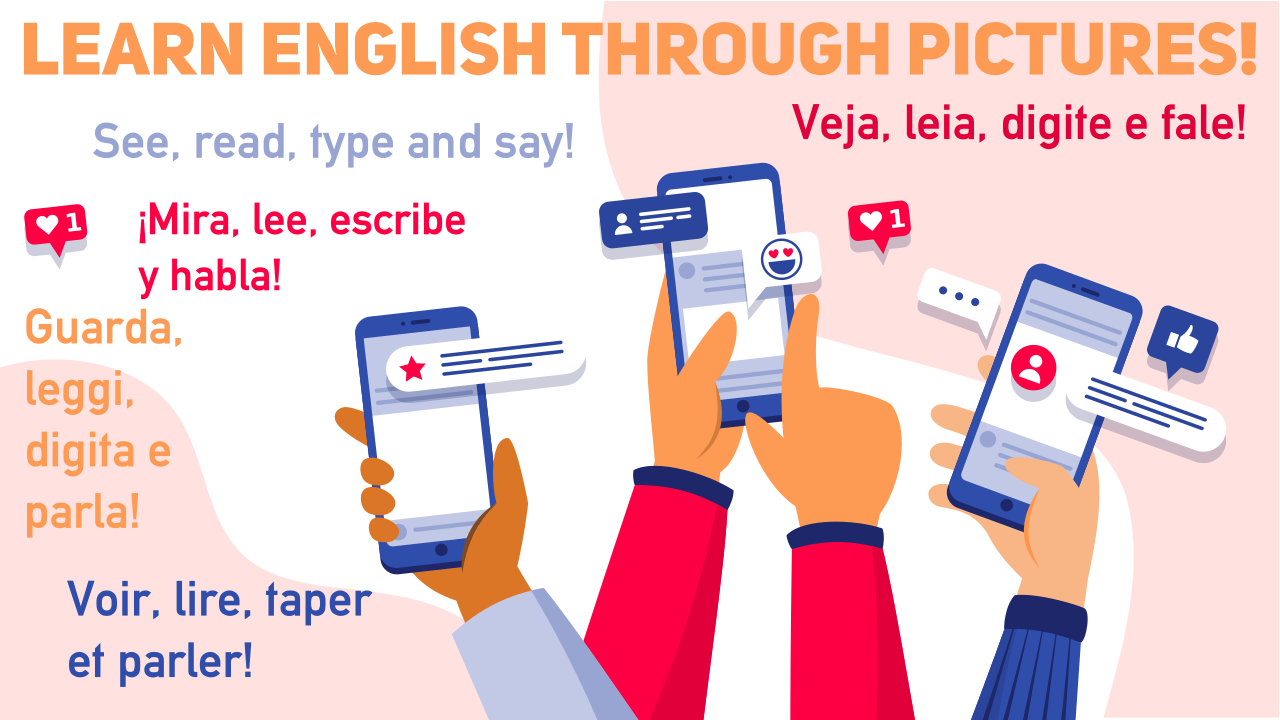 LEARN ENGLISH THROUGH PICTURES!
See, read, type and say!
Veja, leia, digite e fale!
1
¡Mira, lee, escribe
y habla!
1
Guarda,
leggi,
digita e
parla!
Voir, lire, taper
et parler!